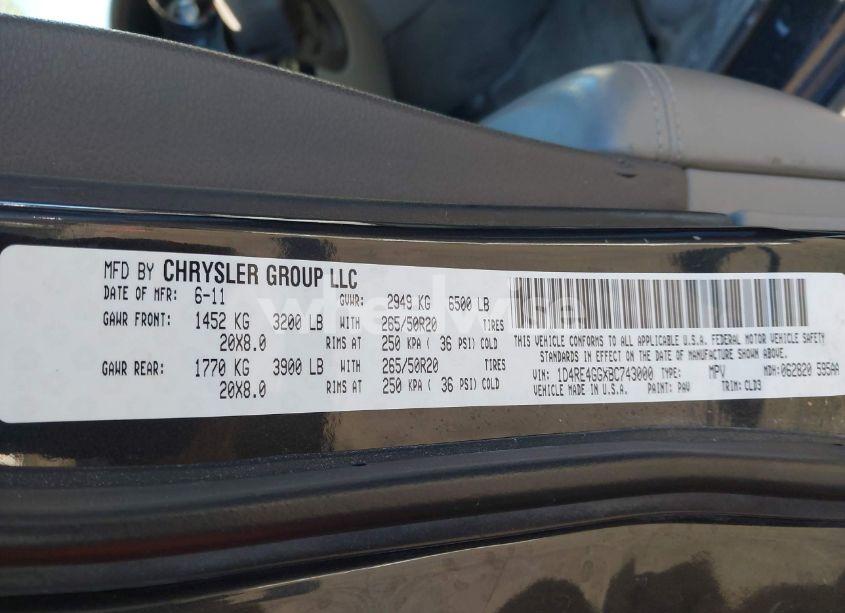 MFD BY CHRYSLER GROUP LLC
DATE OF MFR: 6-11 GVWR: 2949 KG 6500 LB
GAWR FRONT: 1452 KG 3200 LB WITH 265/50R20 TIRES
20X8.0 RIMS AT 250 KPA ( 36 PSI) COLD
GAWR REAR: 1770 KG 3900 LB WITH 265/50R20 TIRES
20X8.0 RIMS AT 250 KPA ( 36 PSI) COLD
THIS VEHICLE CONFORMS TO ALL APPLICABLE U.S.A. FEDERAL MOTOR VEHICLE SAFETY
STANDARDS IN EFFECT ON THE DATE OF MANUFACTURE SHOWN ABOVE.
VIN: 1D4RE4GGXBC743000 TYPE: MPV MDH: 062820 595AA
VEHICLE MADE IN U.S.A. PAINT: PAV TRIM: CLD3